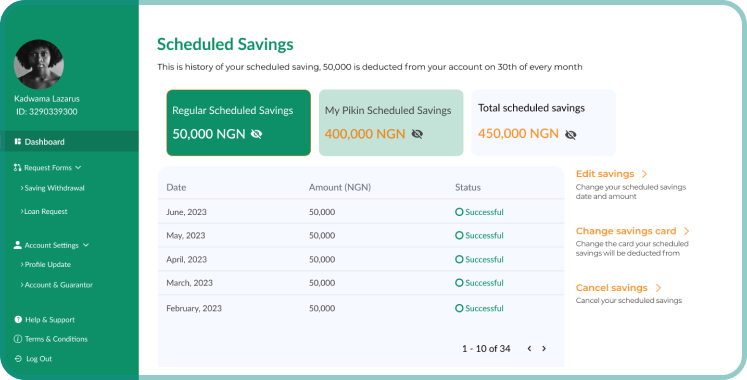 Kadwama Lazarus
ID: 3290339300
Dashboard
Request Forms
Saving Withdrawal
Loan Request
Account Settings
Profile Update
Account & Guarantor
Help & Support
Terms & Conditions
Log Out
Scheduled Savings
This is history of your scheduled saving, 50,000 is deducted from your account on 30th of every month
Regular Scheduled Savings
50,000 NGN
My Pikin Scheduled Savings
400,000 NGN
Total scheduled savings
450,000 NGN
Date Amount (NGN) Status
June, 2023 50,000 Successful
May, 2023 50,000 Successful
April, 2023 50,000 Successful
March, 2023 50,000 Successful
February, 2023 50,000 Successful
1 - 10 of 34
Edit savings
Change your scheduled savings
date and amount
Change savings card
Change the card your scheduled
savings will be deducted from
Cancel savings
Cancel your scheduled savings